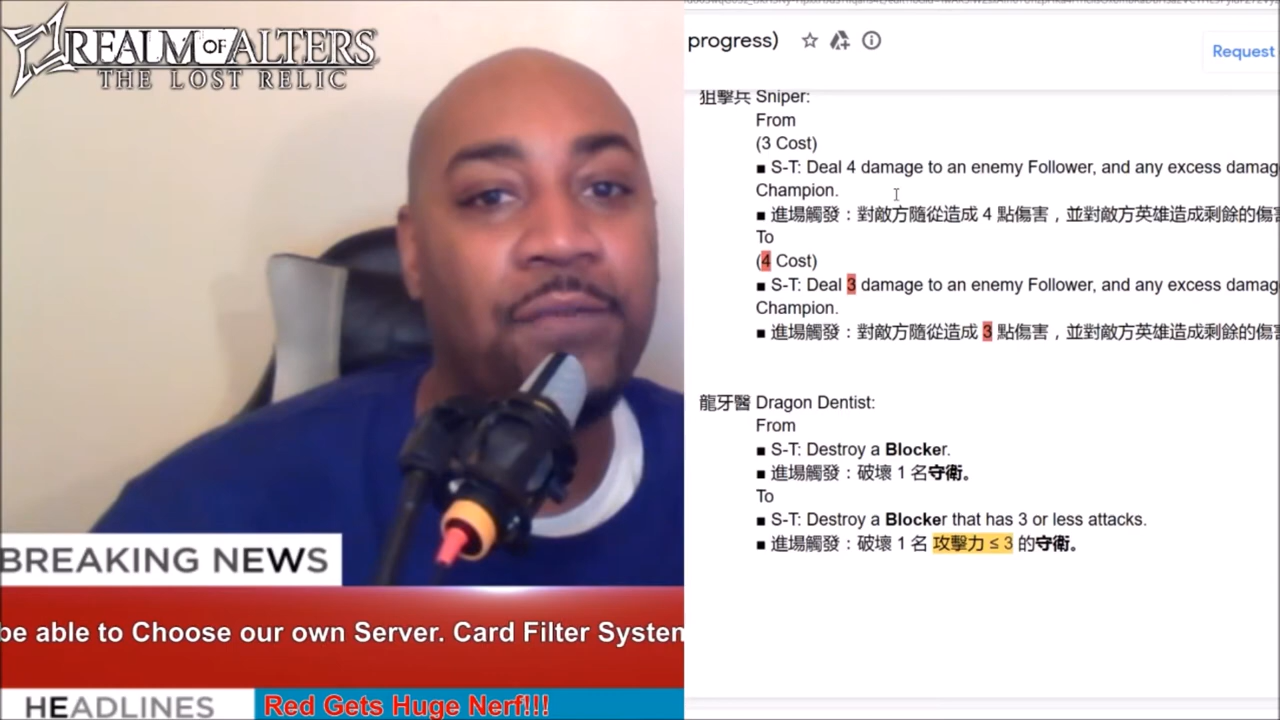 REALM OF ALTERS
THE LOST RELIC
progress)
Request
狙擊兵 Sniper:
From
(3 Cost)
■ S-T: Deal 4 damage to an enemy Follower, and any excess damag
Champion.
■ 進場觸發：對敵方隨從造成 4 點傷害，並對敵方英雄造成剩餘的傷害
To
(4 Cost)
■ S-T: Deal 3 damage to an enemy Follower, and any excess damag
Champion.
■ 進場觸發：對敵方隨從造成 3 點傷害，並對敵方英雄造成剩餘的傷害
龍牙醫 Dragon Dentist:
From
■ S-T: Destroy a Blocker.
■ 進場觸發：破壞 1 名守衛。
To
■ S-T: Destroy a Blocker that has 3 or less attacks.
■ 進場觸發：破壞 1 名 攻擊力 ≤ 3 的守衛。
BREAKING NEWS
be able to Choose our own Server. Card Filter System
HEADLINES
Red Gets Huge Nerf!!!